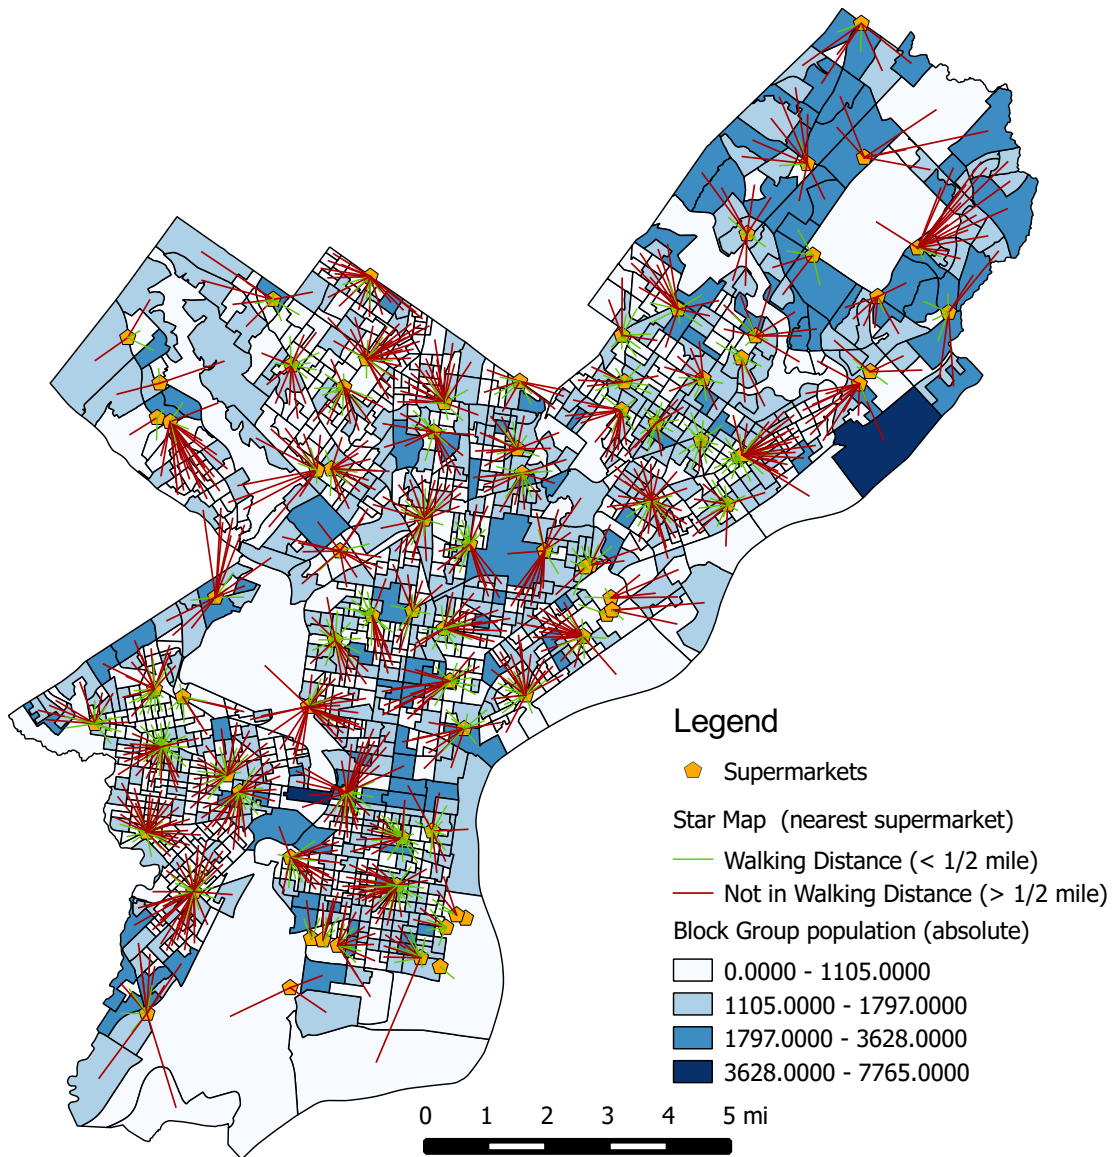 Legend
Supermarkets
Star Map (nearest supermarket)
Walking Distance (< 1/2 mile)
Not in Walking Distance (> 1/2 mile)
Block Group population (absolute)
0.0000 - 1105.0000
1105.0000 - 1797.0000
1797.0000 - 3628.0000
3628.0000 - 7765.0000
0 1 2 3 4 5 mi